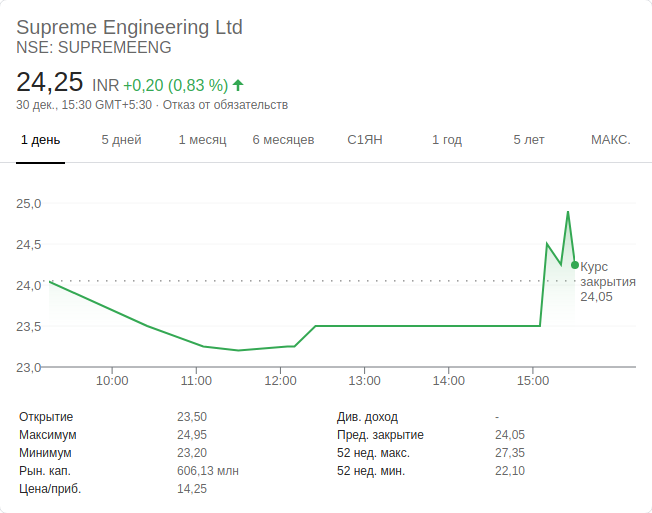 Supreme Engineering Ltd
NSE: SUPREMEENG
24,25 INR +0,20 (0,83 %)
30 дек., 15:30 GMT+5:30 · Отказ от обязательств
1 день 5 дней 1 месяц 6 месяцев С1ЯН 1 год 5 лет МАКС.
25,0
24,5
24,0
23,5
23,0
Курс
закрытия
24,05
10:00 11:00 12:00 13:00 14:00 15:00
Открытие 23,50 Див. доход -
Максимум 24,95 Пред. закрытие 24,05
Минимум 23,20 52 нед. макс. 27,35
Рын. кап. 606,13 млн 52 нед. мин. 22,10
Цена/приб. 14,25